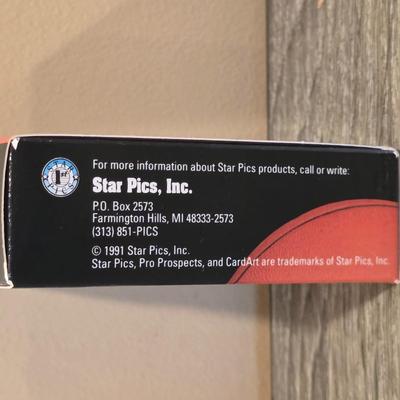 1st
For more information about Star Pics products, call or write:
Star Pics, Inc.
P.O. Box 2573
Farmington Hills, MI 48333-2573
(313) 851-PICS
© 1991 Star Pics, Inc.
Star Pics, Pro Prospects, and CardArt are trademarks of Star Pics, Inc.